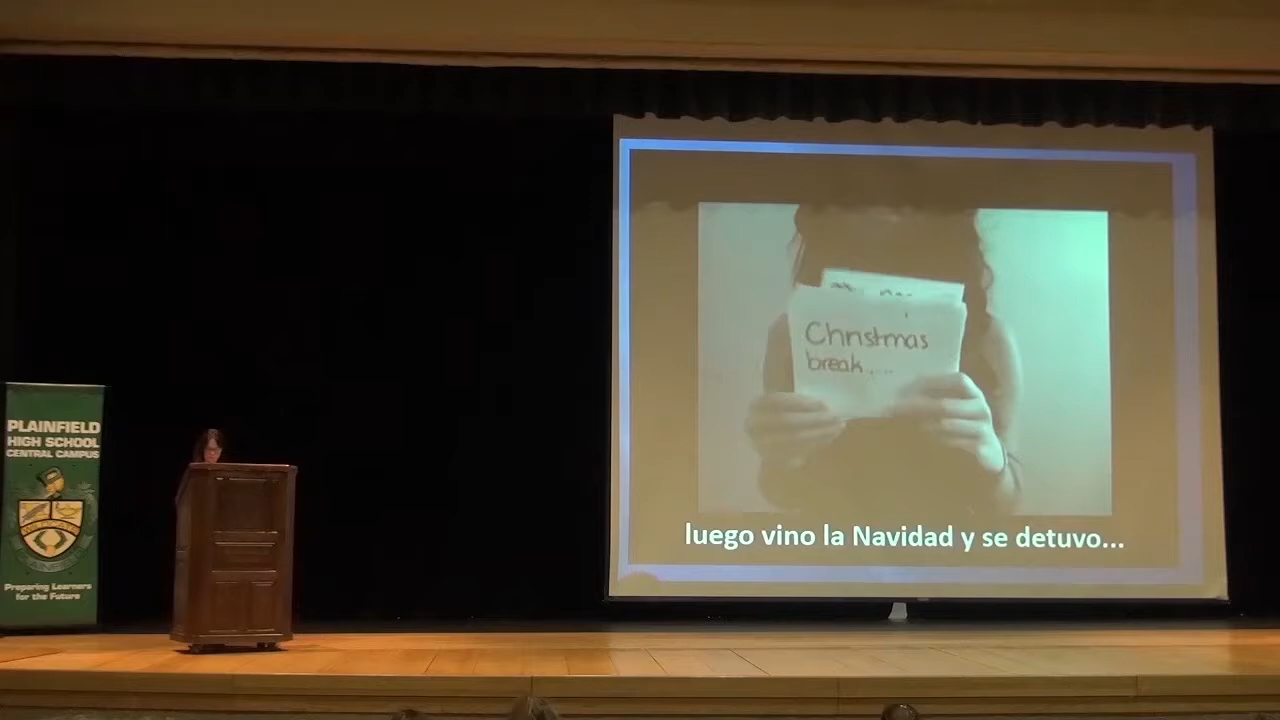 PLAINFIELD
HIGH SCHOOL
CENTRAL CAMPUS
Preparing Learners
for the Future
Christmas
break....
luego vino la Navidad y se detuvo...